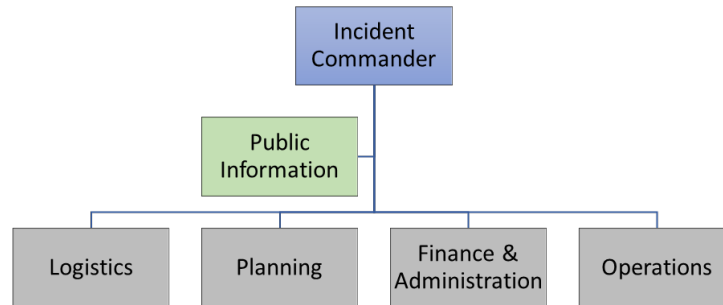 Incident
Commander
Public
Information
Logistics
Planning
Finance &
Administration
Operations